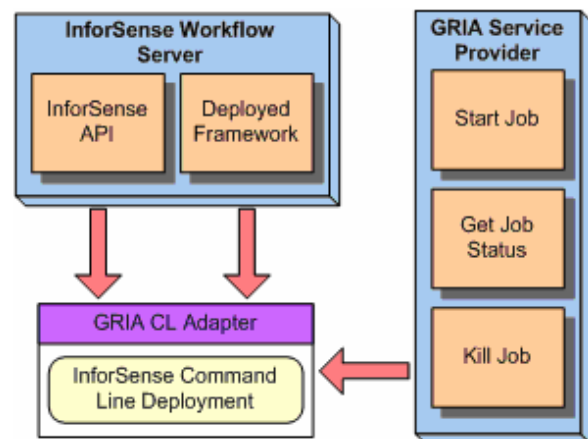 InforSense Workflow
Server
InforSense
API
Deployed
Framework
GRIA Service
Provider
Start Job
Get Job
Status
Kill Job
GRIA CL Adapter
InforSense Command
Line Deployment